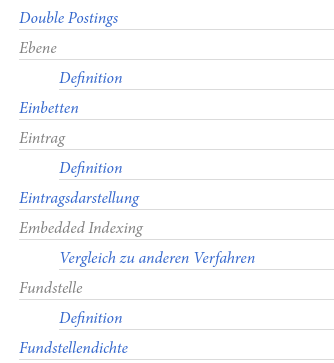 Double Postings
Ebene
Definition
Einbetten
Eintrag
Definition
Eintragsdarstellung
Embedded Indexing
Vergleich zu anderen Verfahren
Fundstelle
Definition
Fundstellendichte